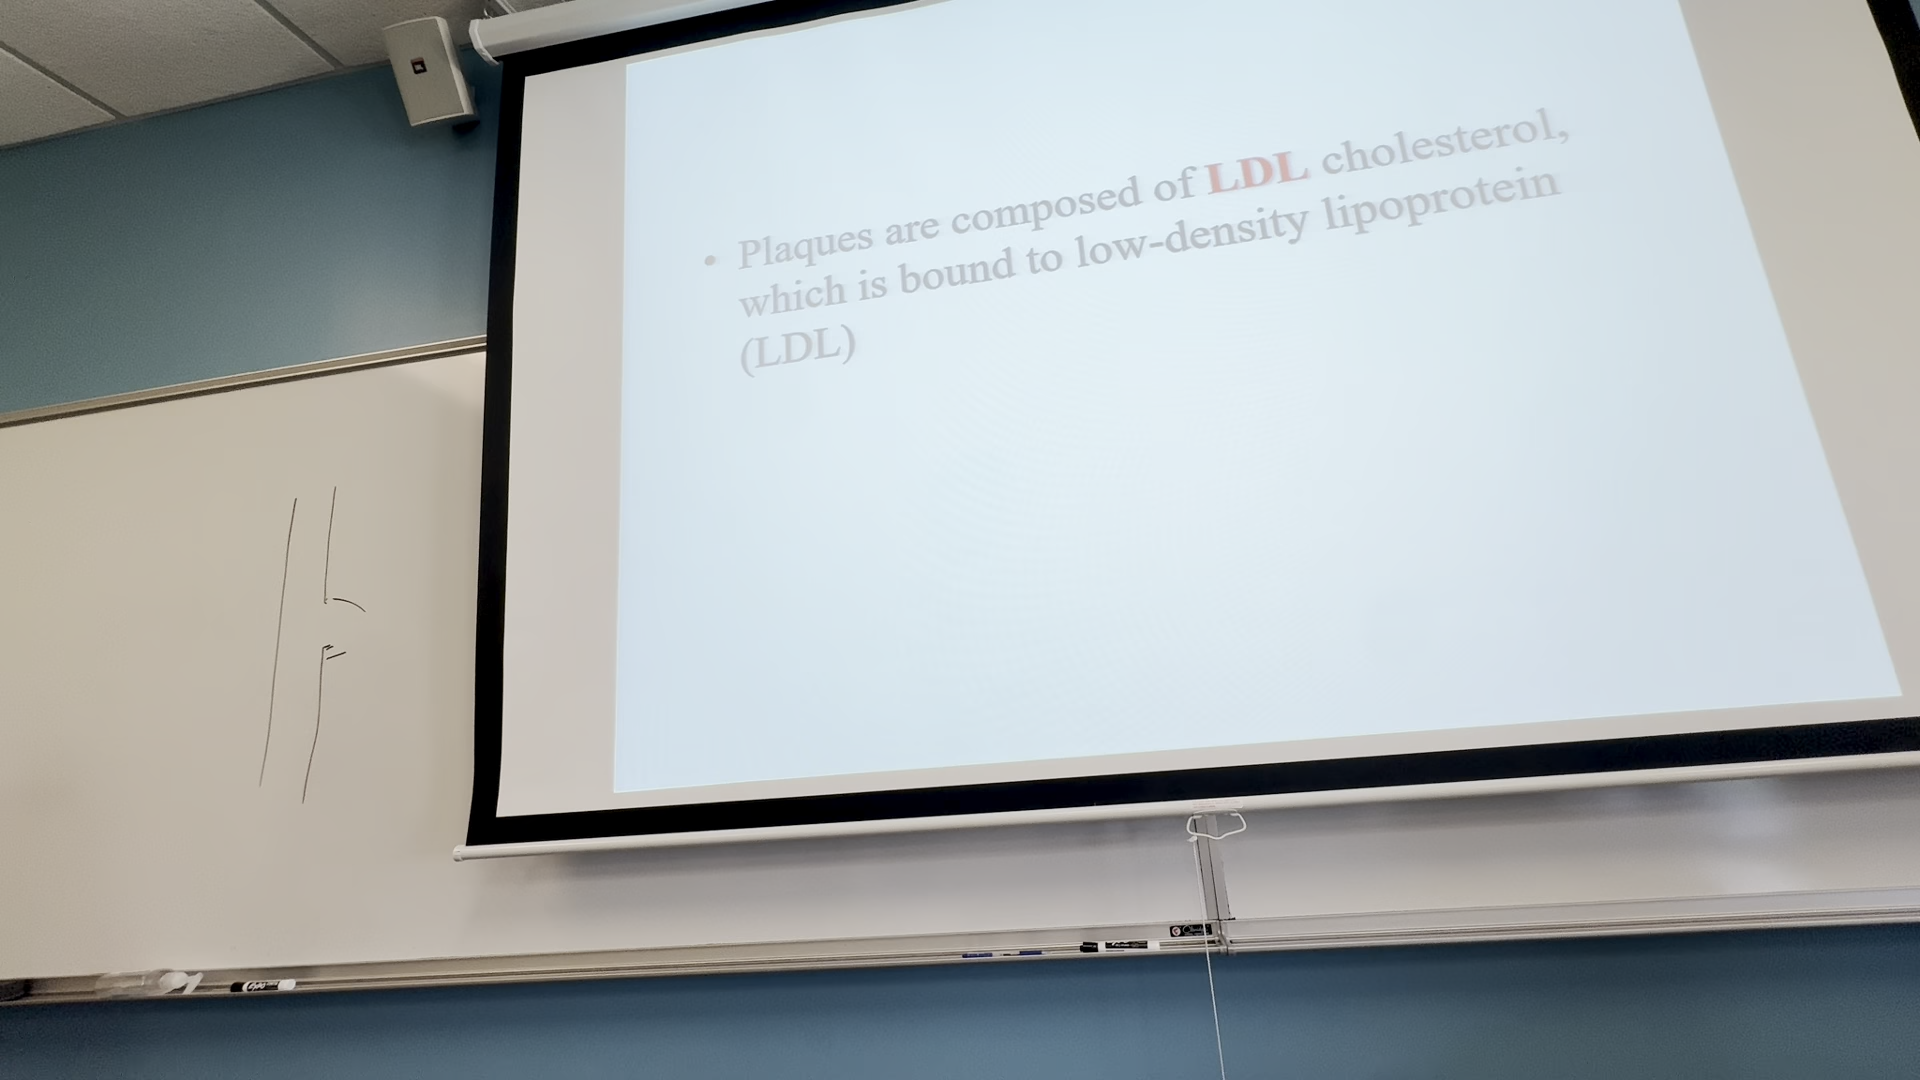 • Plaques are composed of LDL cholesterol,
which is bound to low-density lipoprotein
(LDL)